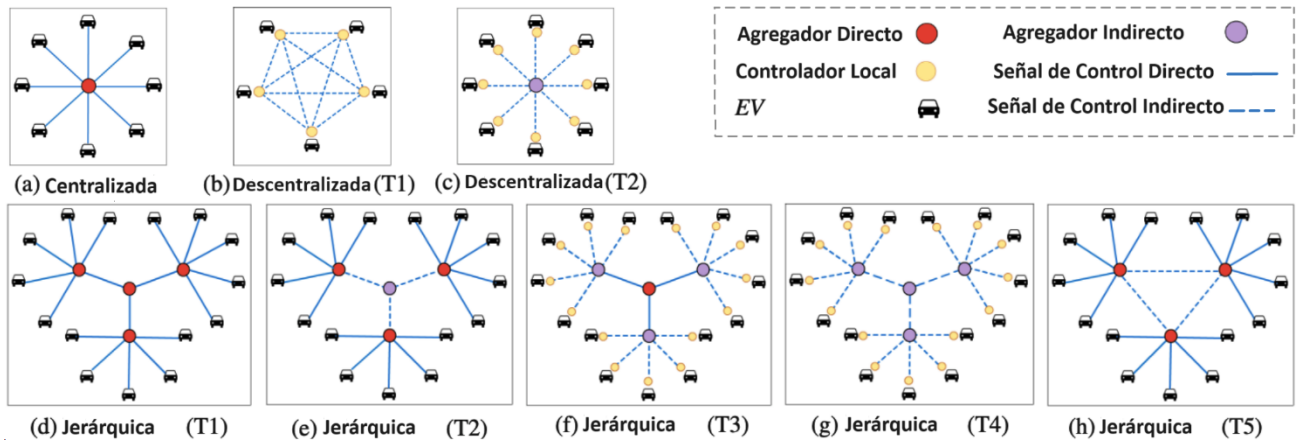 Agregador Directo
Agregador Indirecto
Controlador Local
Señal de Control Directo
EV
Señal de Control Indirecto
(a) Centralizada
(b) Descentralizada (T1)
(c) Descentralizada (T2)
(d) Jerárquica (T1)
(e) Jerárquica (T2)
(f) Jerárquica (T3)
(g) Jerárquica (T4)
(h) Jerárquica (T5)